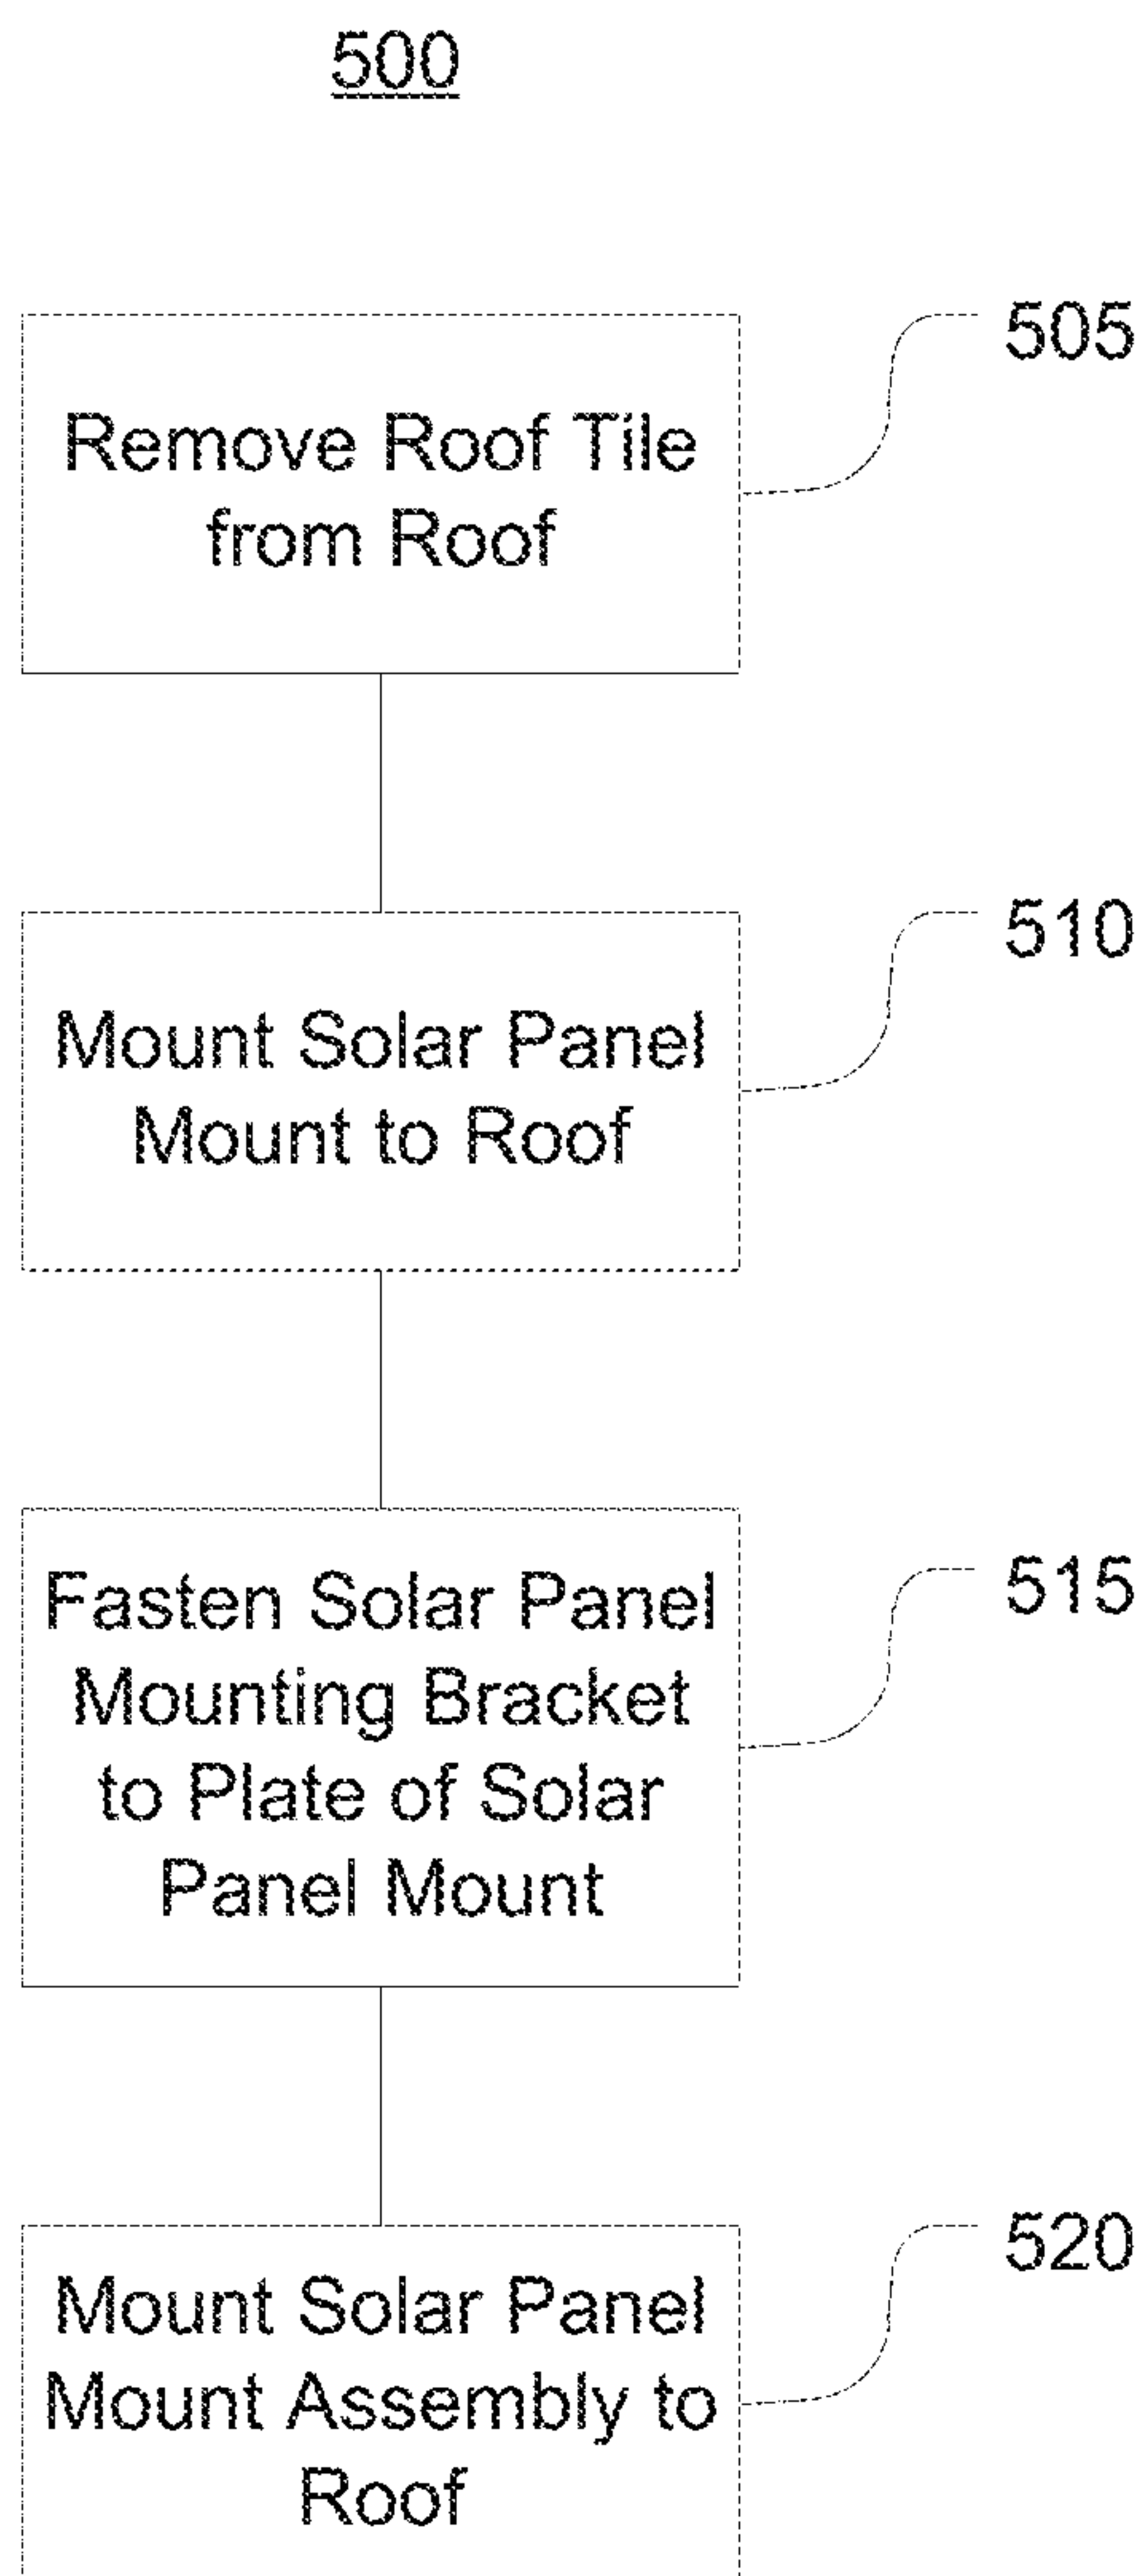 500
505
Remove Roof Tile
from Roof
510
Mount Solar Panel
Mount to Roof
515
Fasten Solar Panel
Mounting Bracket
to Plate of Solar
Panel Mount
520
Mount Solar Panel
Mount Assembly to
Roof